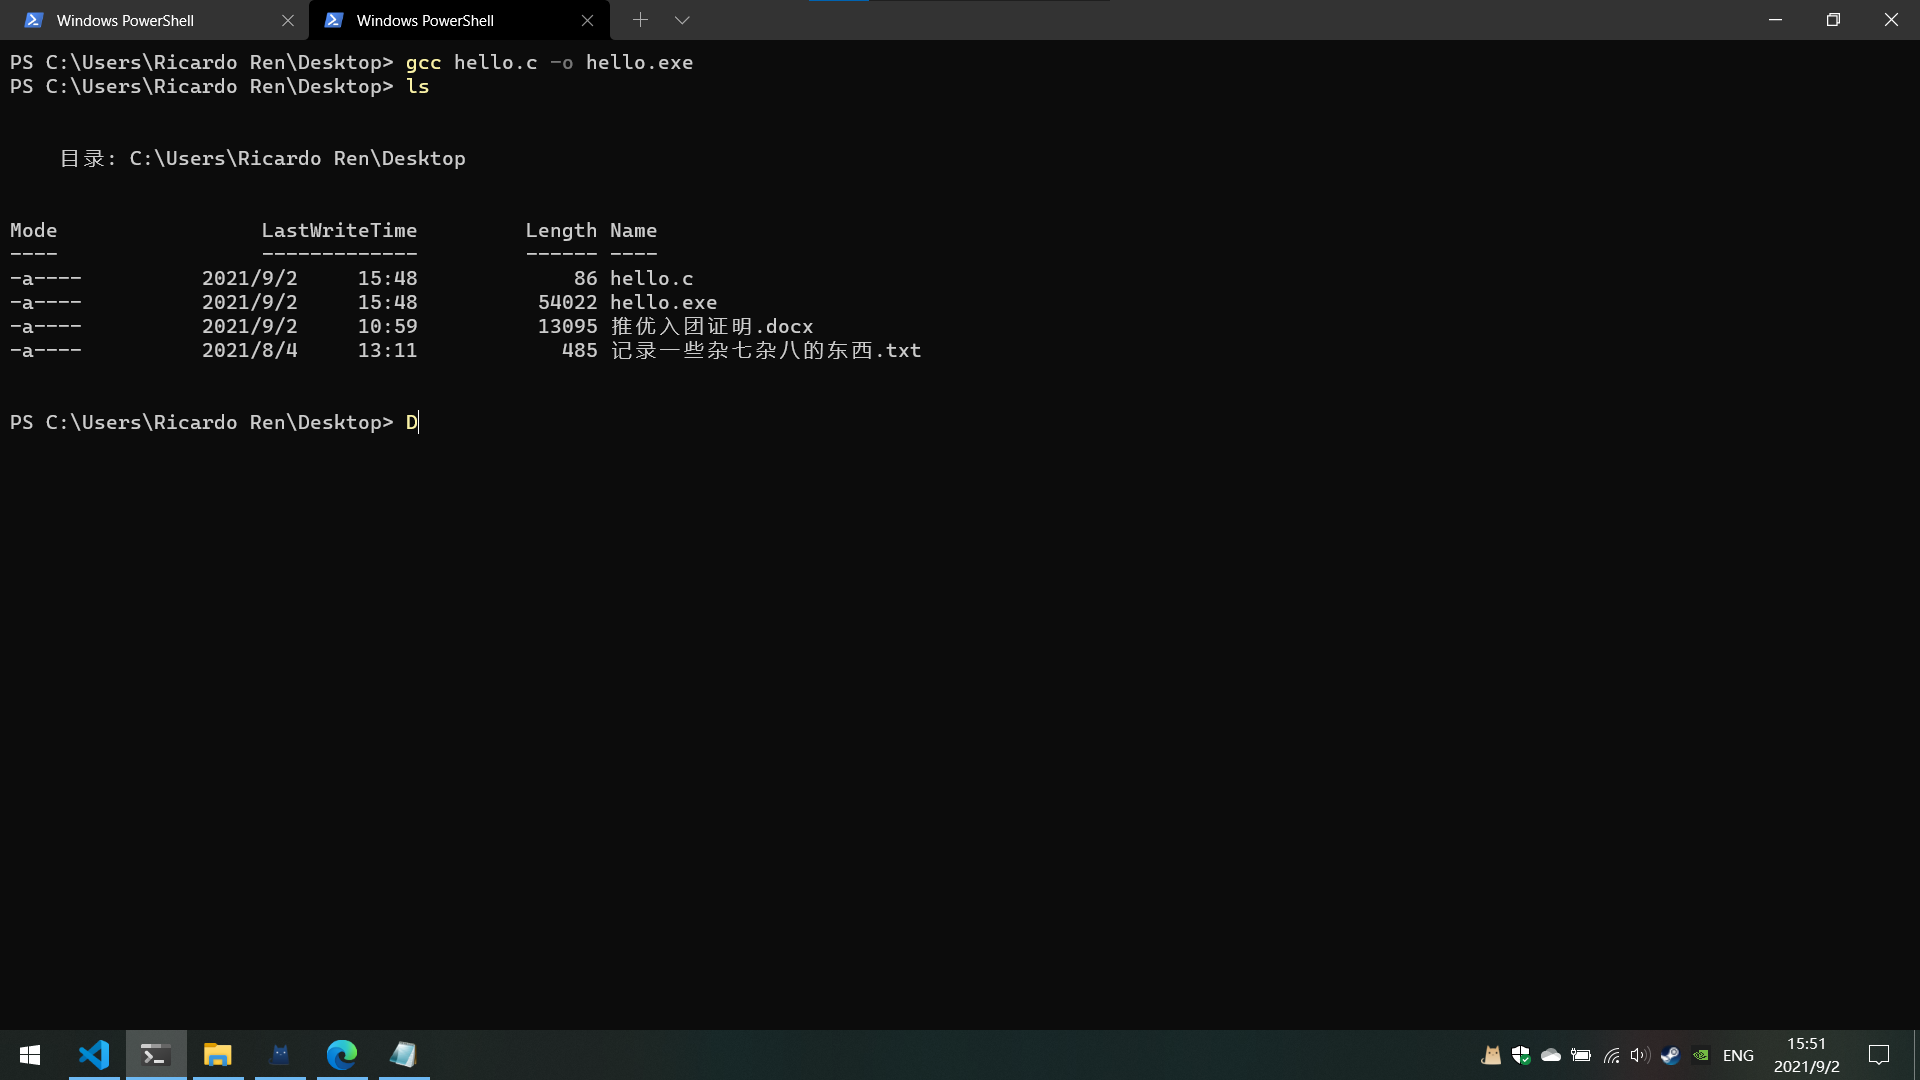 Windows PowerShell
Windows PowerShell
PS C:\Users\Ricardo Ren\Desktop> gcc hello.c -o hello.exe
PS C:\Users\Ricardo Ren\Desktop> ls
目录: C:\Users\Ricardo Ren\Desktop
Mode LastWriteTime Length Name
---- ------------- ------ ----
-a---- 2021/9/2 15:48 86 hello.c
-a---- 2021/9/2 15:48 54022 hello.exe
-a---- 2021/9/2 10:59 13095 推优入团证明.docx
-a---- 2021/8/4 13:11 485 记录一些杂七杂八的东西.txt
PS C:\Users\Ricardo Ren\Desktop> D
ENG
15:51
2021/9/2